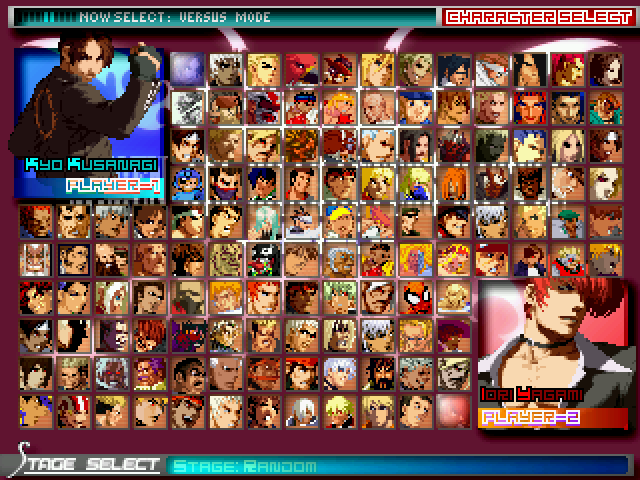 NOW SELECT: VERSUS MODE
CHARACTER SELECT
KYO KUSANAGI
PLAYER-1
IORI YAGAMI
PLAYER-2
STAGE SELECT
STAGE: RANDOM